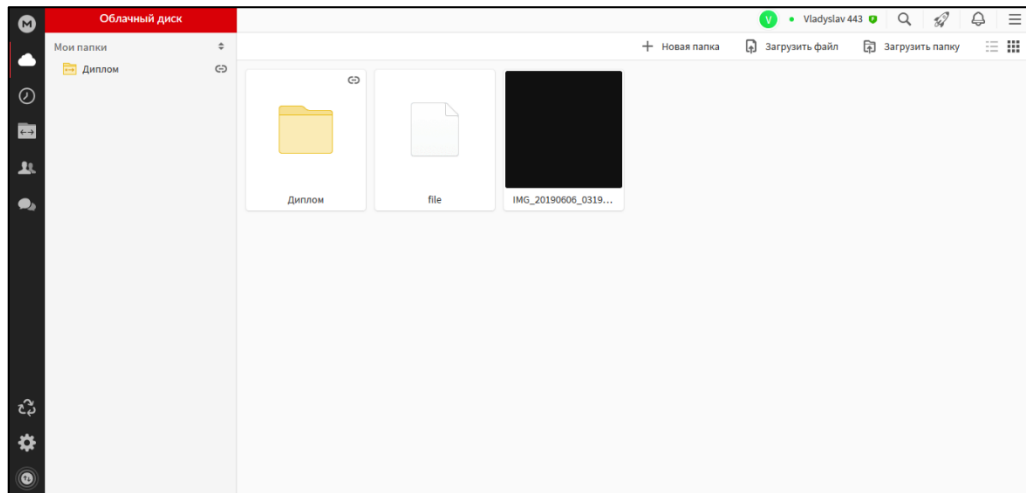 M
Облачный диск
V
Vladyslav 443
Мои папки
Новая папка
Загрузить файл
Загрузить папку
Диплом
Диплом
file
IMG_20190606_0319...